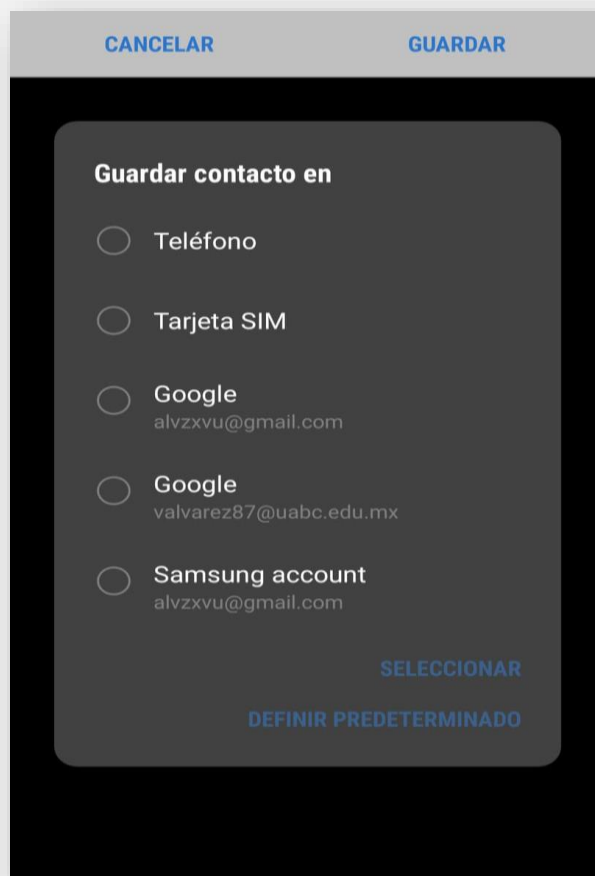 CANCELAR GUARDAR
Guardar contacto en
Teléfono
Tarjeta SIM
Google
alvzxvu@gmail.com
Google
valvarez87@uabc.edu.mx
Samsung account
alvzxvu@gmail.com
SELECCIONAR
DEFINIR PREDETERMINADO